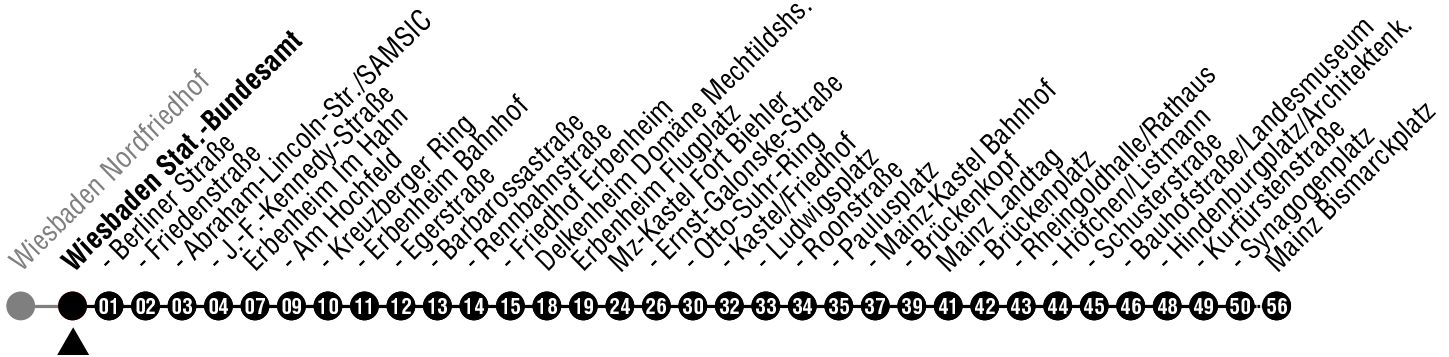 Wiesbaden Nordfriedhof
Wiesbaden Stat.-Bundesamt
- Berliner Straße
- Friedenstraße
- Abraham-Lincoln-Str./SAMSIC
- J.-F.-Kennedy-Straße
Erbenheim Im Hahn
- Am Hochfeld
- Kreuzberger Ring
- Erbenheim Bahnhof
- Egerstraße
- Barbarossastraße
- Rennbahnstraße
- Friedhof Erbenheim
Delkenheim Domäne Mechtildshs.
Erbenheim Flugplatz
Mz-Kastel Fort Biehler
- Ernst-Galonske-Straße
- Otto-Suhr-Ring
- Kastel/Friedhof
- Ludwigsplatz
- Roonstraße
- Paulusplatz
- Mainz-Kastel Bahnhof
- Brückenkopf
Mainz Landtag
- Brückenplatz
- Rheingoldhalle/Rathaus
- Höfchen/Listmann
- Schusterstraße
- Bauhofstraße/Landesmuseum
- Hindenburgplatz/Architektenk.
- Kurfürstenstraße
- Synagogenplatz
Mainz Bismarckplatz
01 02 03 04 07 09 10 11 12 13 14 15 18 19 24 26 30 32 33 34 35 37 39 41 42 43 44 45 46 48 49 50 56